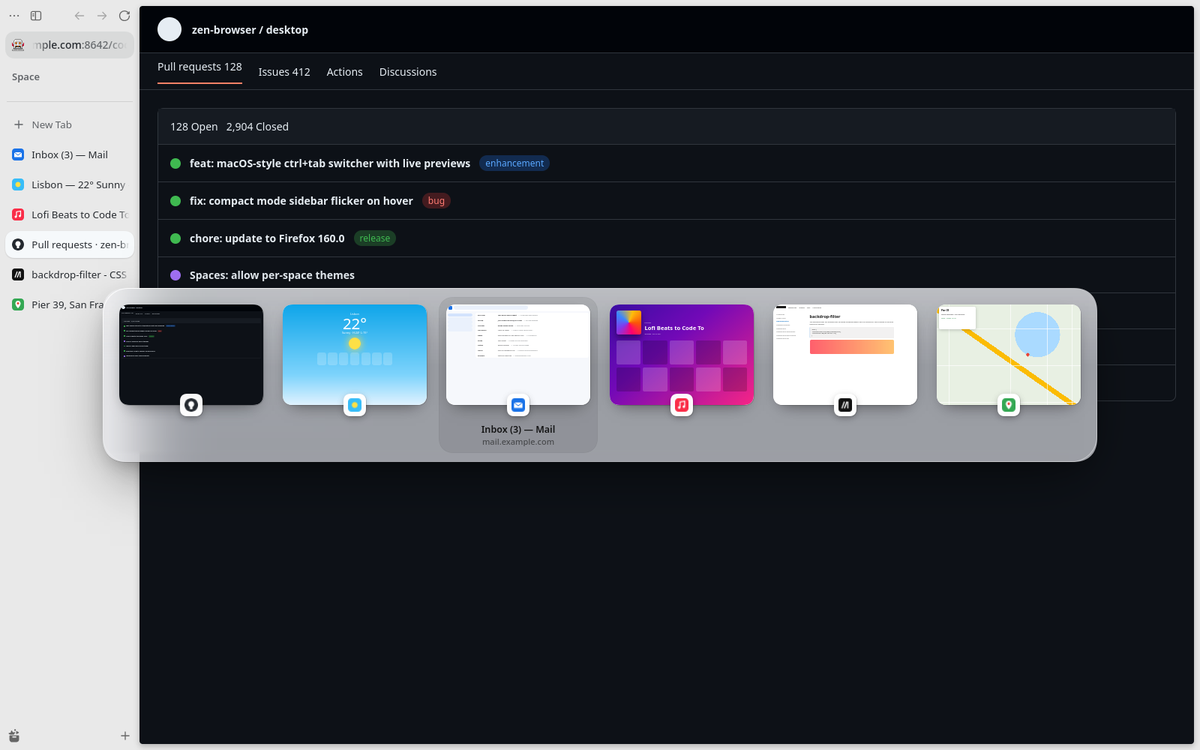 mple.com:8642/co
Space
New Tab
Inbox (3) — Mail
Lisbon — 22° Sunny
Lofi Beats to Code To
Pull requests · zen-b
backdrop-filter - CSS
Pier 39, San Fra
zen-browser / desktop
Pull requests 128
Issues 412
Actions
Discussions
128 Open 2,904 Closed
feat: macOS-style ctrl+tab switcher with live previews enhancement
fix: compact mode sidebar flicker on hover bug
chore: update to Firefox 160.0 release
Spaces: allow per-space themes
22°
Lofi Beats to Code To
backdrop-filter
Inbox (3) — Mail
mail.example.com